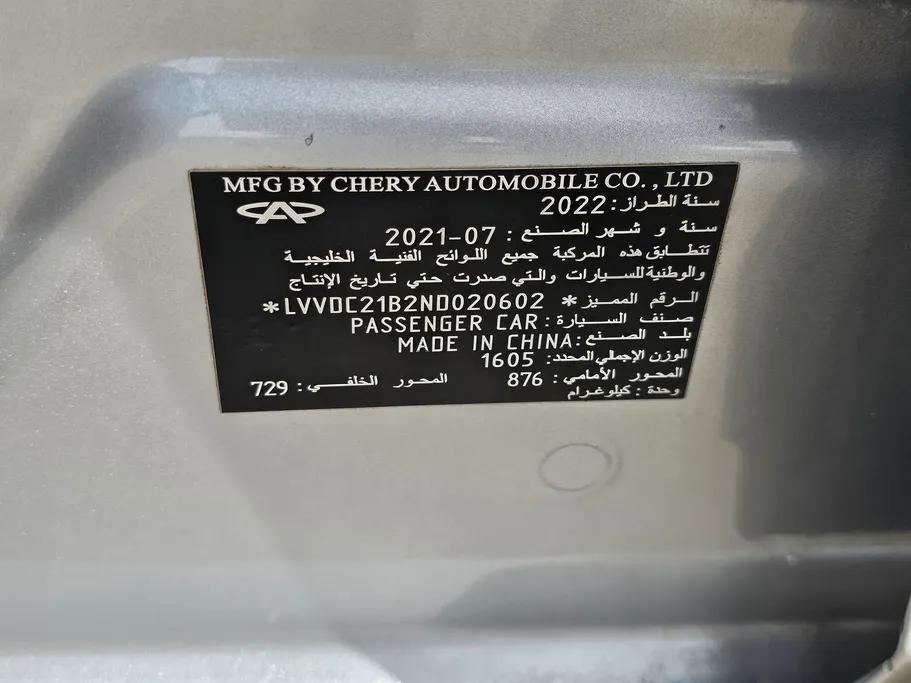 MFG BY CHERY AUTOMOBILE CO. , LTD
سنة الطراز: 2022
سنة و شهر الصنع : 2021-07
تتطابق هذه المركبة جميع اللوائح الفنية الخليجية
والوطنية للسيارات والتي صدرت حتي تاريخ الإنتاج
الرقم المميز *LVVDC21B2ND020602*
صنف السيارة: PASSENGER CAR
بلد الصنع: MADE IN CHINA
الوزن الإجمالي المحدد: 1605
المحور الأمامي : 876 المحور الخلفي : 729
وحدة : كيلوغرام